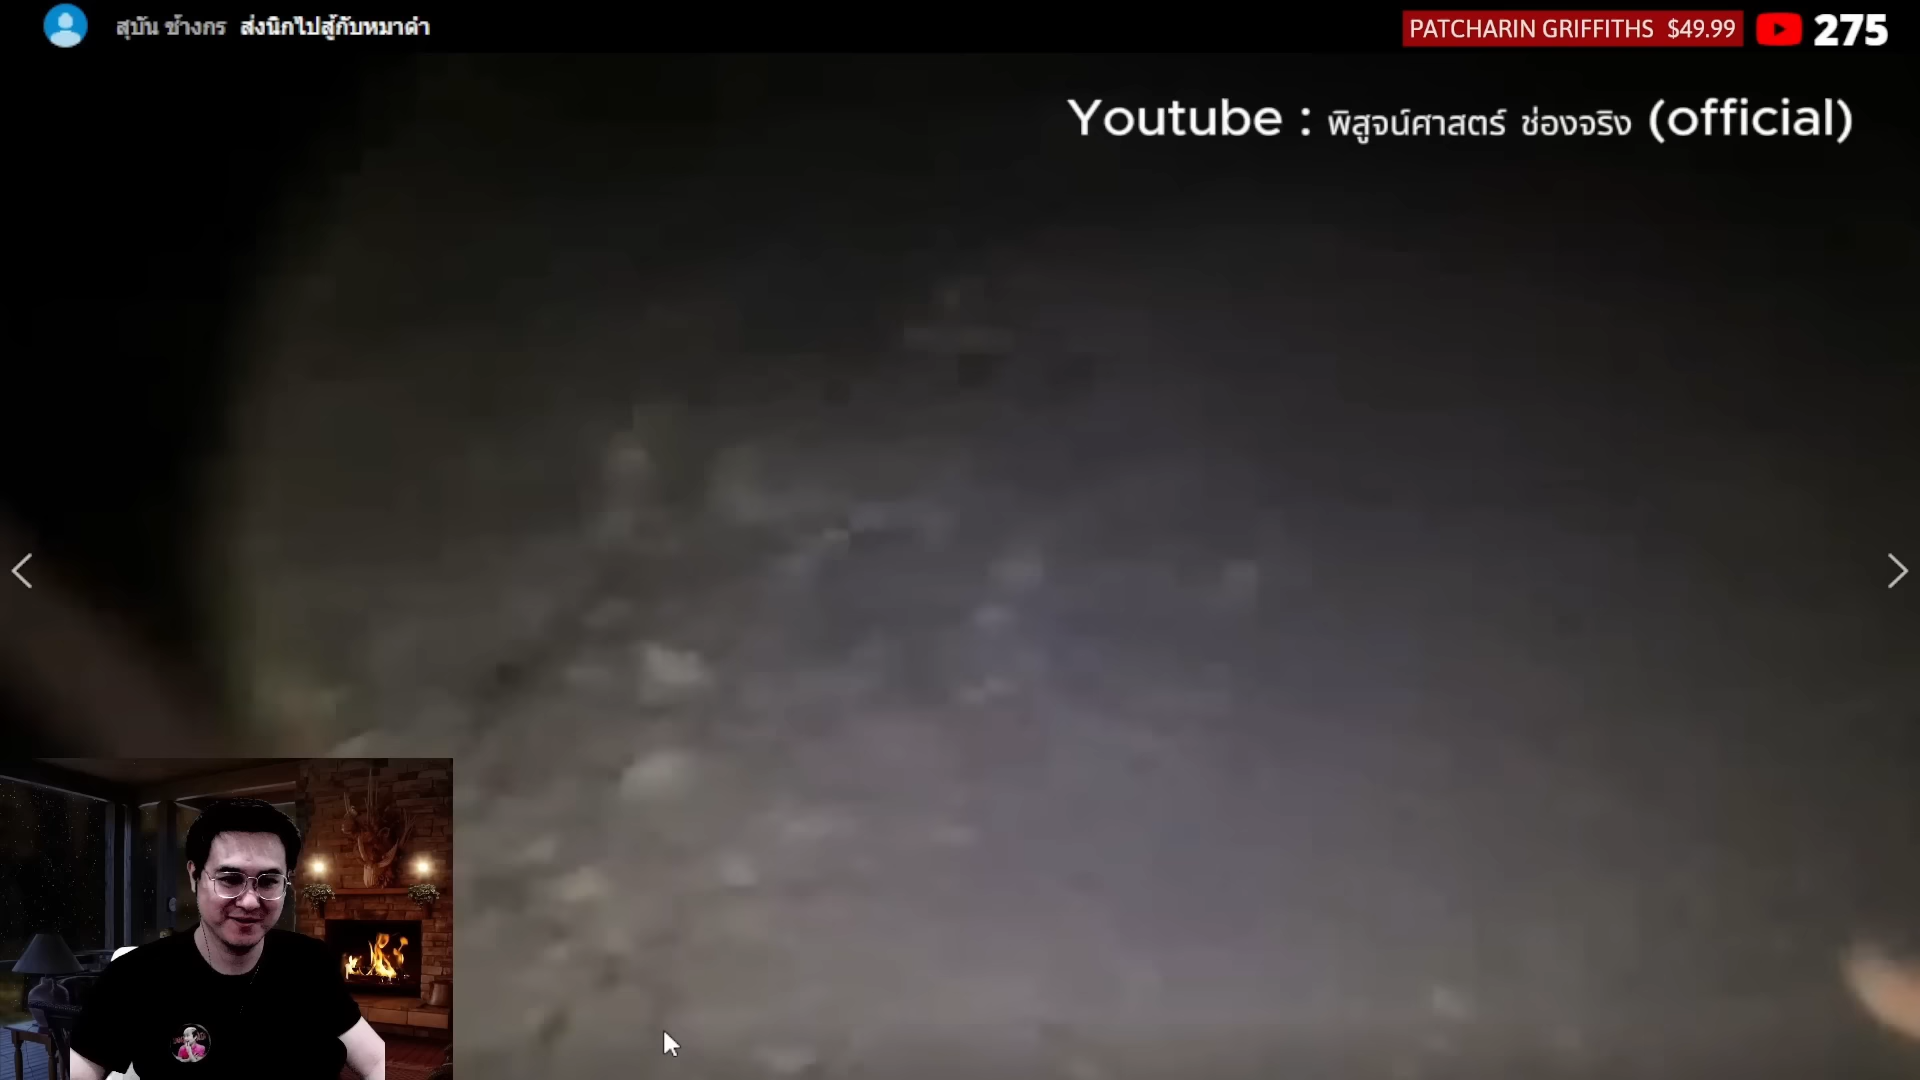 สุบัน ช้างกร ส่งนิกไปสู้กับหมาดำ
PATCHARIN GRIFFITHS $49.99
275
Youtube : พิสูจน์ศาสตร์ ช่องจริง (official)